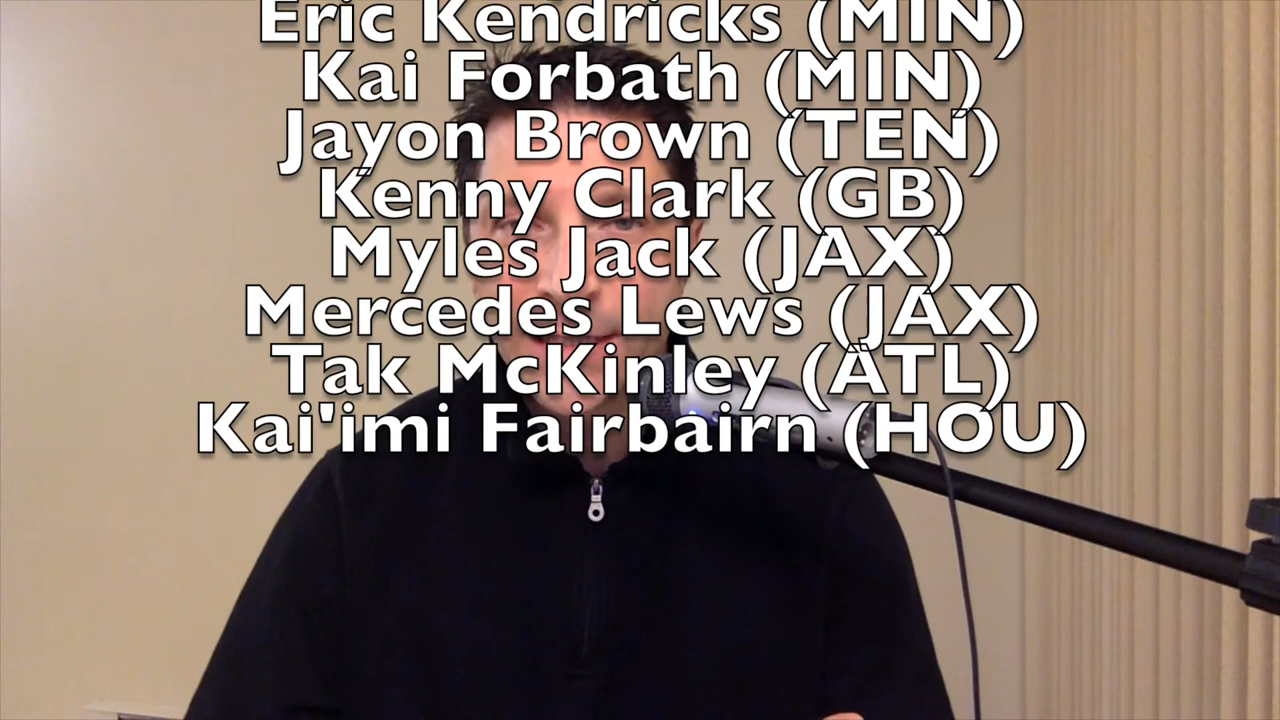 Eric Kendricks (MIN)
Kai Forbath (MIN)
Jayon Brown (TEN)
Kenny Clark (GB)
Myles Jack (JAX)
Mercedes Lews (JAX)
Tak McKinley (ATL)
Kai'imi Fairbairn (HOU)